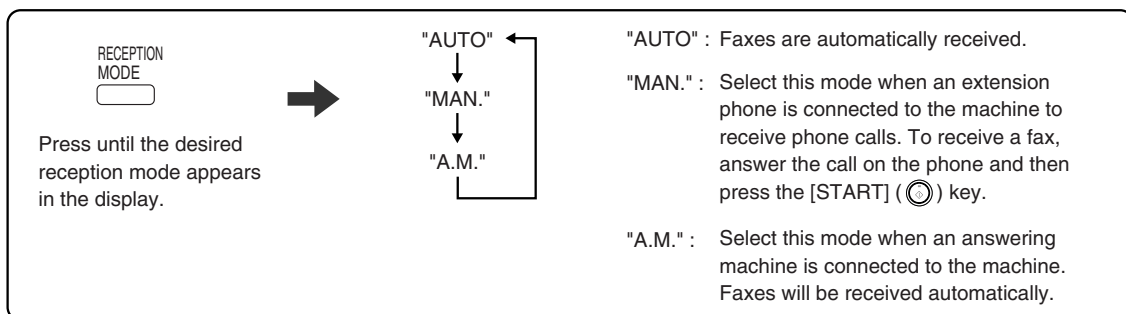 RECEPTION
MODE
Press until the desired
reception mode appears
in the display.
"AUTO"
"MAN."
"A.M."
"AUTO" : Faxes are automatically received.
"MAN." : Select this mode when an extension
phone is connected to the machine to
receive phone calls. To receive a fax,
answer the call on the phone and then
press the [START] ( ) key.
"A.M." : Select this mode when an answering
machine is connected to the machine.
Faxes will be received automatically.